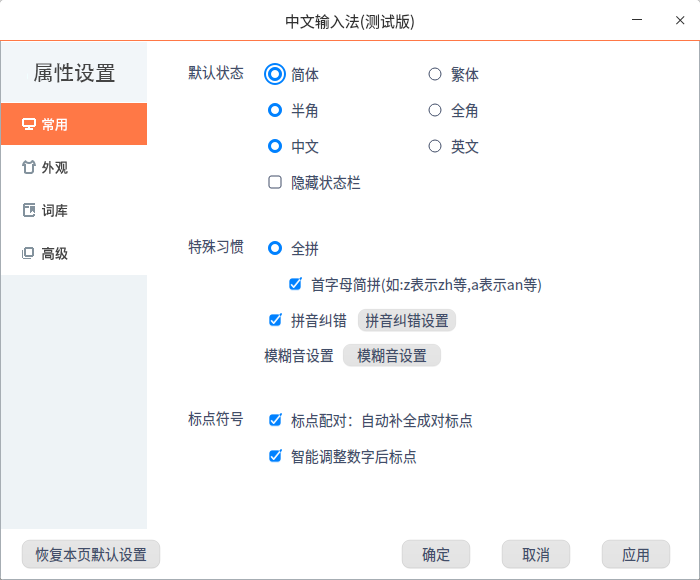 中文输入法(测试版)
属性设置
常用
外观
词库
高级
默认状态
简体 繁体
半角 全角
中文 英文
隐藏状态栏
特殊习惯 全拼
首字母简拼(如:z表示zh等,a表示an等)
拼音纠错 拼音纠错设置
模糊音设置 模糊音设置
标点符号 标点配对：自动补全成对标点
智能调整数字后标点
恢复本页默认设置 确定 取消 应用